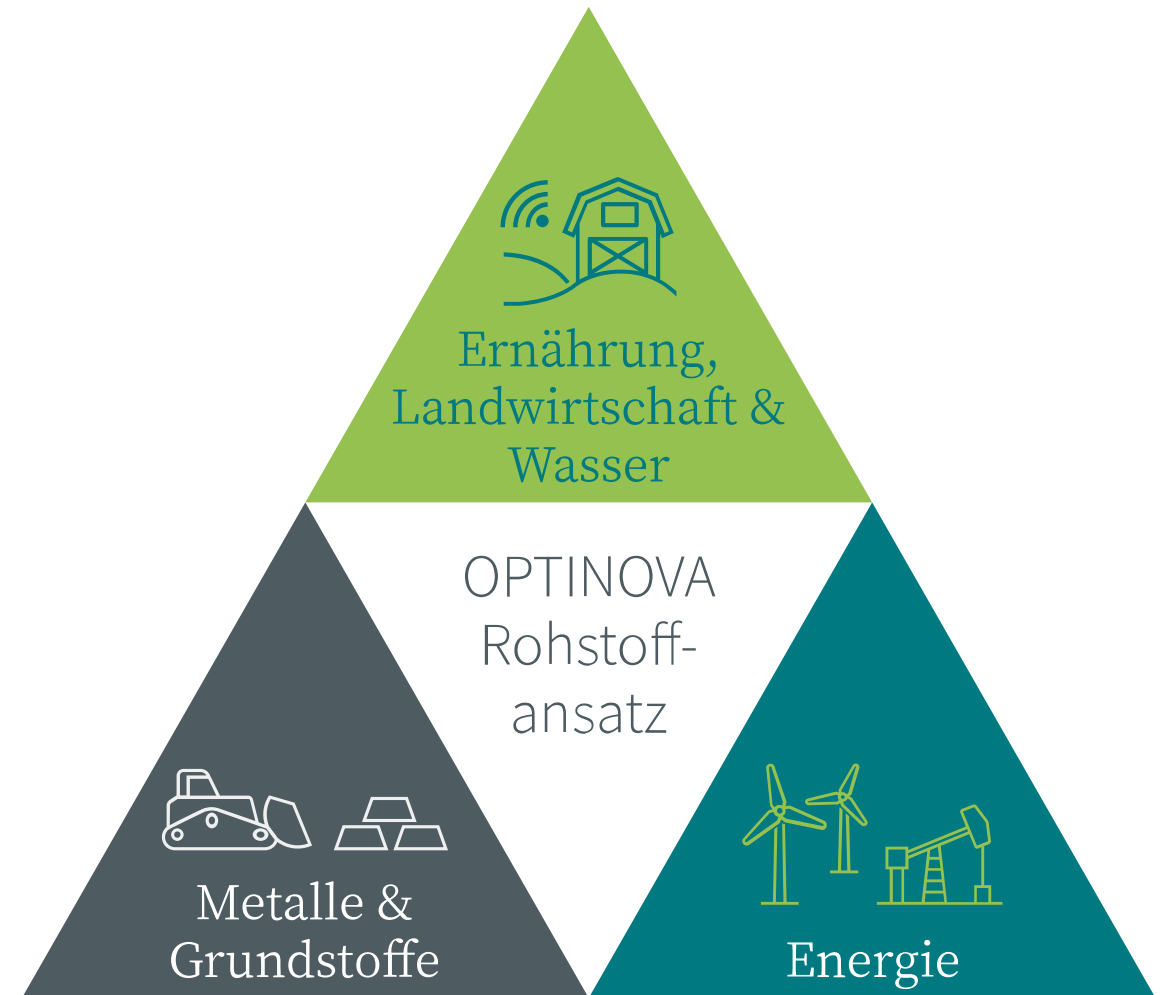 Ernährung,
Landwirtschaft &
Wasser
OPTINOVA
Rohstoff-
ansatz
Metalle &
Grundstoffe
Energie